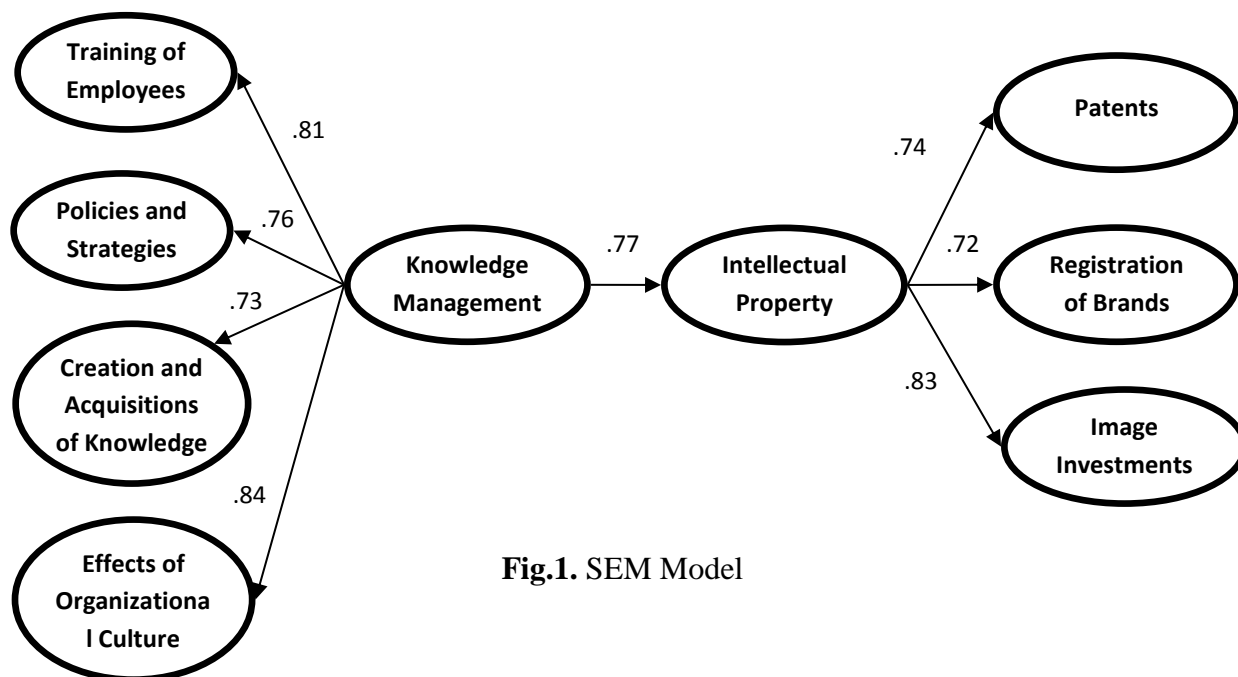 Training of
Employees
.81
Policies and
Strategies
.76
.73
Creation and
Acquisitions
of Knowledge
.84
Effects of
Organizationa
l Culture
Knowledge
Management
.77
Intellectual
Property
.74
Patents
.72
Registration
of Brands
.83
Image
Investments
Fig.1. SEM Model